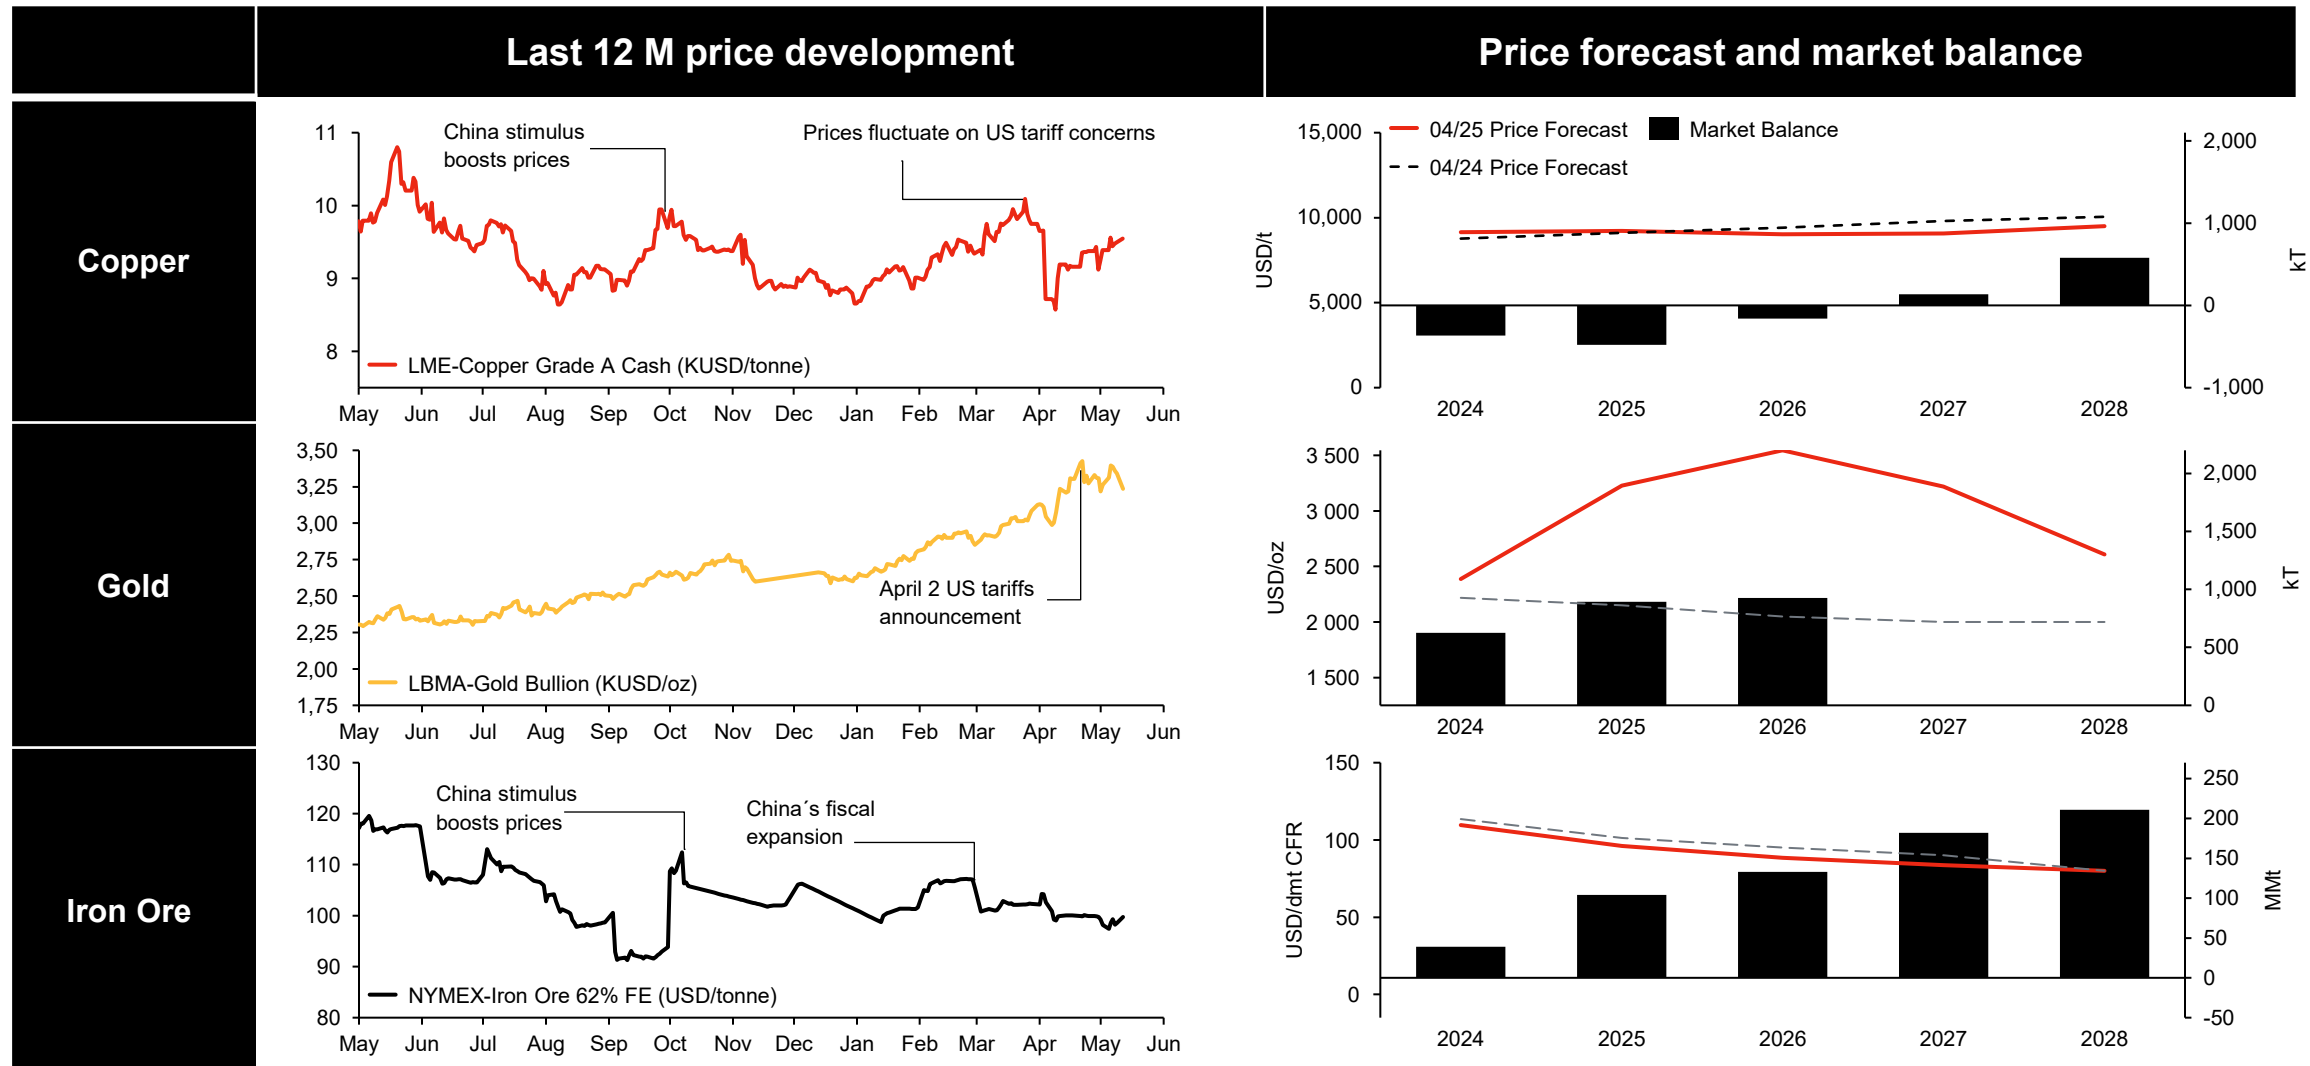 Last 12 M price development
Price forecast and market balance
Copper
11
10
9
8
China stimulus
boosts prices
Prices fluctuate on US tariff concerns
LME-Copper Grade A Cash (KUSD/tonne)
May Jun Jul Aug Sep Oct Nov Dec Jan Feb Mar Apr May Jun
USD/t
15,000
10,000
5,000
0
04/25 Price Forecast
Market Balance
04/24 Price Forecast
2,000
1,000
0
-1,000
kT
2024 2025 2026 2027 2028
Gold
3,50
3,25
3,00
2,75
2,50
2,25
2,00
1,75
April 2 US tariffs
announcement
LBMA-Gold Bullion (KUSD/oz)
May Jun Jul Aug Sep Oct Nov Dec Jan Feb Mar Apr May Jun
USD/oz
3 500
3 000
2 500
2 000
1 500
2,000
1,500
1,000
500
0
kT
2024 2025 2026 2027 2028
Iron Ore
130
120
110
100
90
80
China stimulus
boosts prices
China´s fiscal
expansion
NYMEX-Iron Ore 62% FE (USD/tonne)
May Jun Jul Aug Sep Oct Nov Dec Jan Feb Mar Apr May Jun
USD/dmt CFR
150
100
50
0
250
200
150
100
50
0
-50
MMt
2024 2025 2026 2027 2028